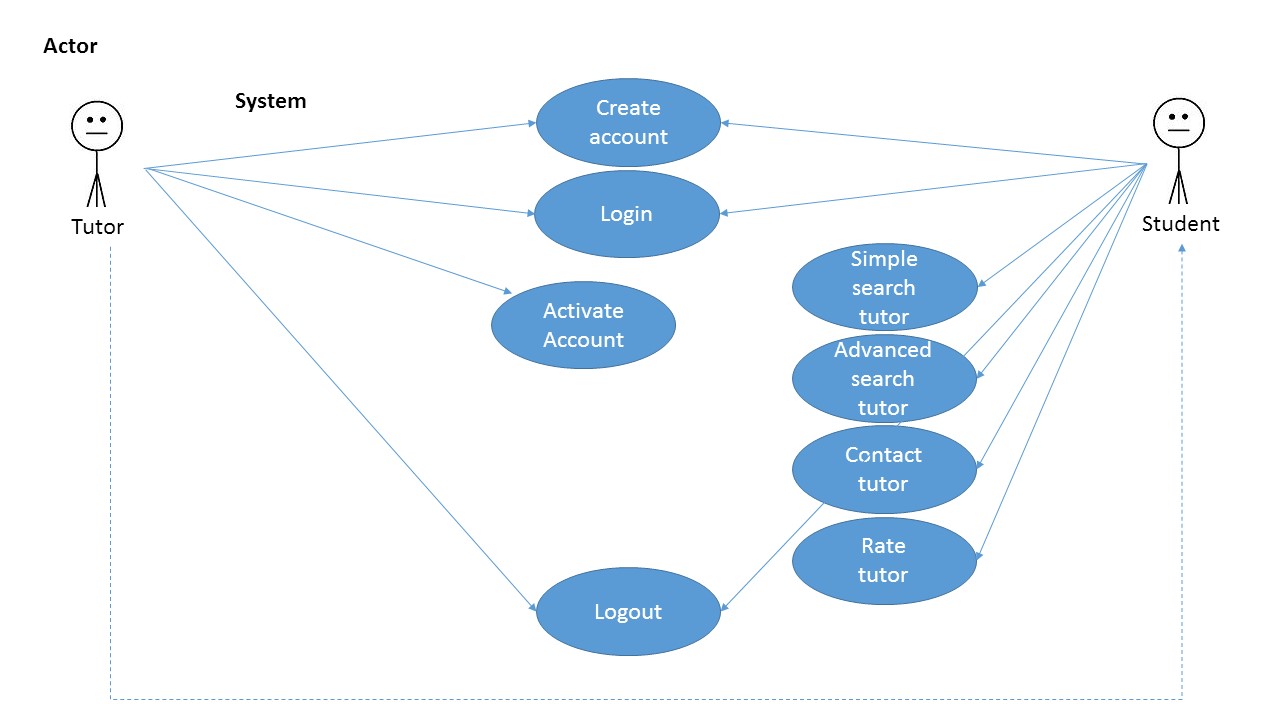 Actor
System
Tutor
Student
Create
account
Login
Activate
Account
Simple
search
tutor
Advanced
search
tutor
Contact
tutor
Rate
tutor
Logout